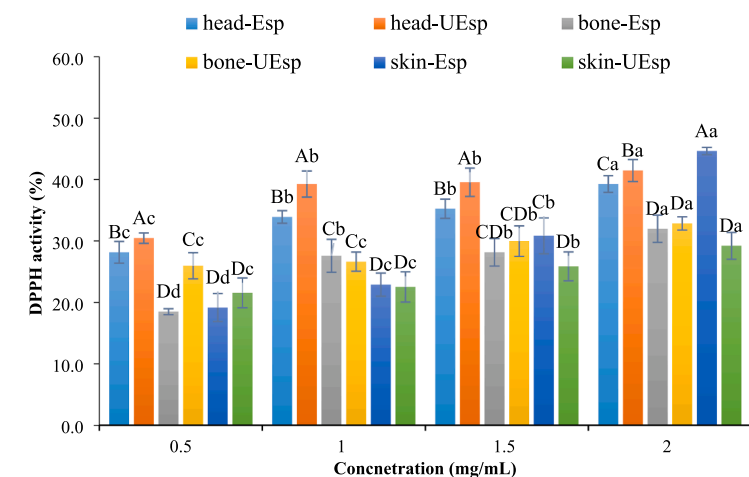 head-Esp head-UEsp bone-Esp
bone-UEsp skin-Esp skin-UEsp
DPPH activity (%)
60.0
50.0
40.0
30.0
20.0
10.0
0.0
Bc Ac Dd Cc Dd Dc
Bb Ab Cb Cc Dc Dc
Bb Ab CDb CDb Cb Db
Ca Ba Da Da Aa Da
0.5 1 1.5 2
Concnetration (mg/mL)